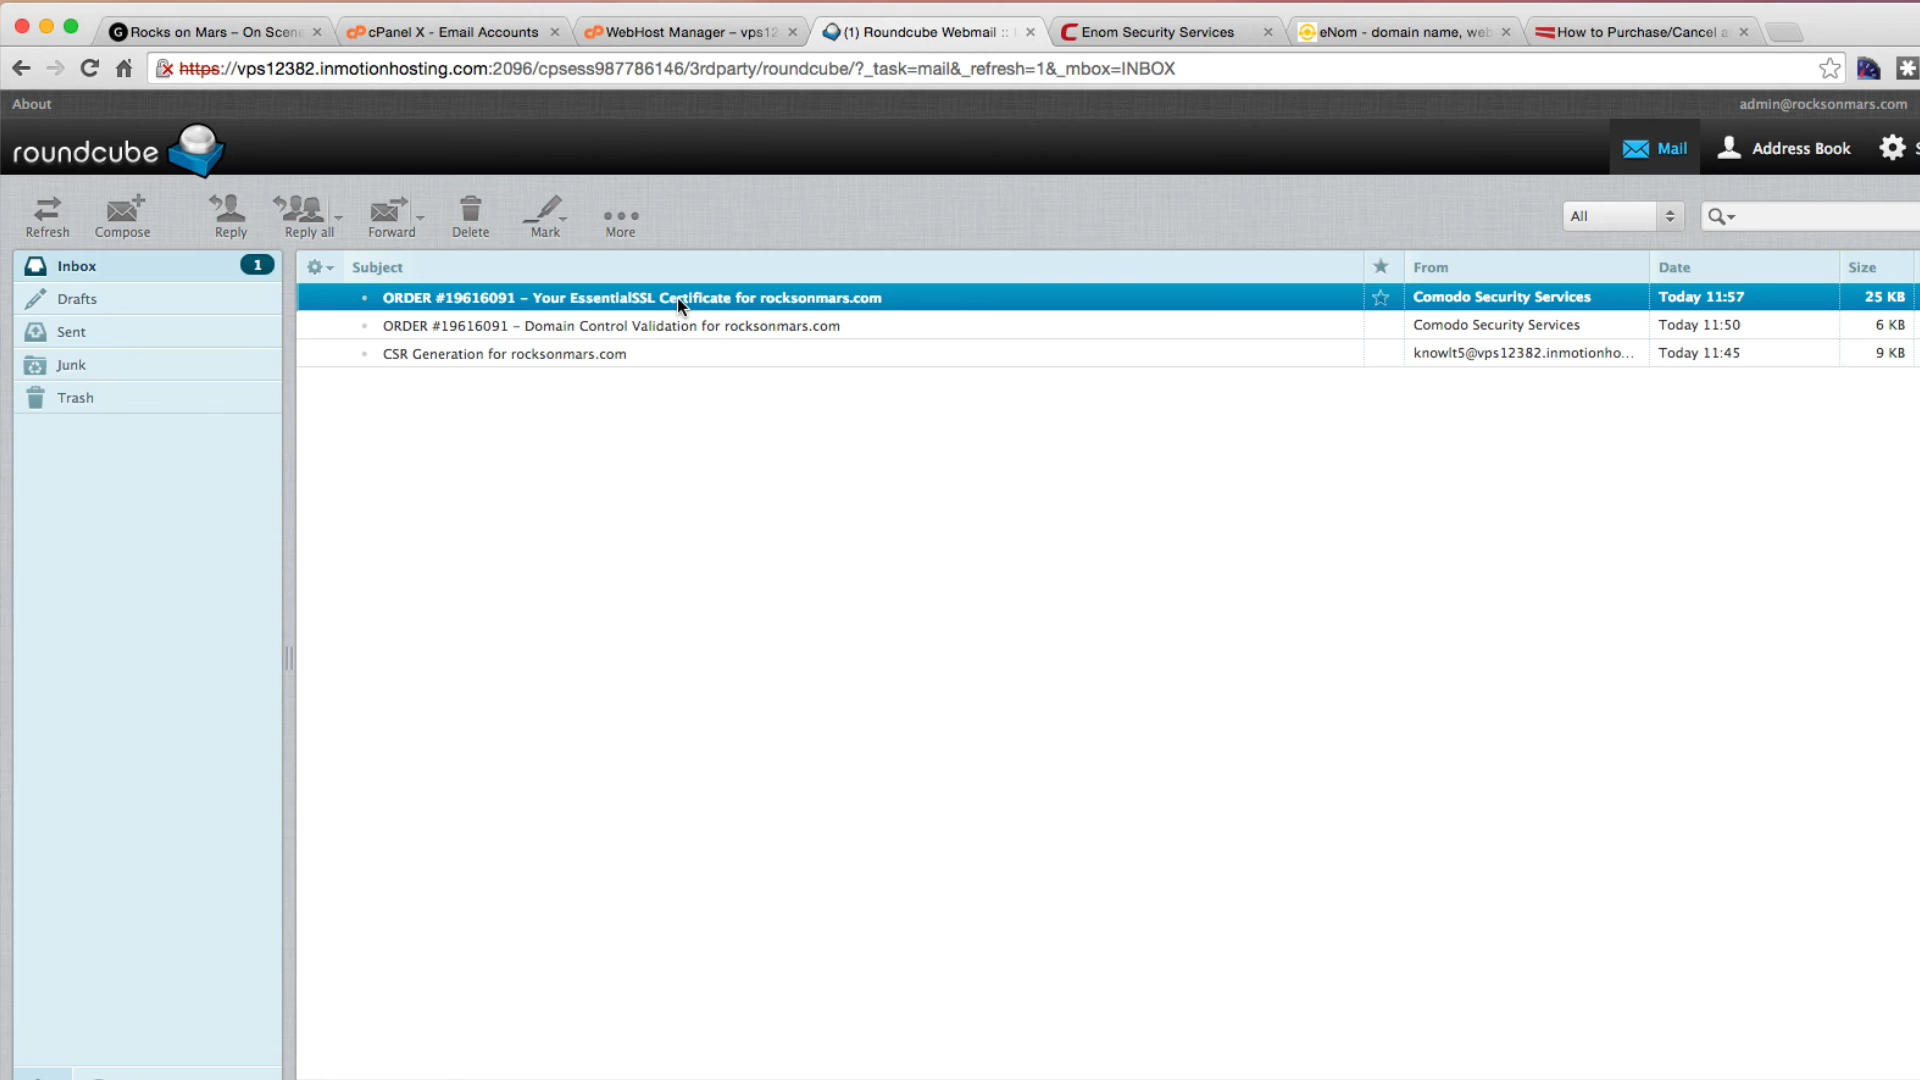 Rocks on Mars – On Scene
cPanel X - Email Accounts
WebHost Manager – vps12
(1) Roundcube Webmail ::
Enom Security Services
eNom - domain name, web
How to Purchase/Cancel a
https://vps12382.inmotionhosting.com:2096/cpsess987786146/3rdparty/roundcube/?_task=mail&_refresh=1&_mbox=INBOX
About
admin@rocksonmars.com
roundcube
Mail
Address Book
S
Refresh
Compose
Reply
Reply all
Forward
Delete
Mark
More
All
Inbox
1
Drafts
Sent
Junk
Trash
Subject
From
Date
Size
ORDER #19616091 – Your EssentialSSL Certificate for rocksonmars.com
Comodo Security Services
Today 11:57
25 KB
ORDER #19616091 – Domain Control Validation for rocksonmars.com
Comodo Security Services
Today 11:50
6 KB
CSR Generation for rocksonmars.com
knowlt5@vps12382.inmotionho...
Today 11:45
9 KB